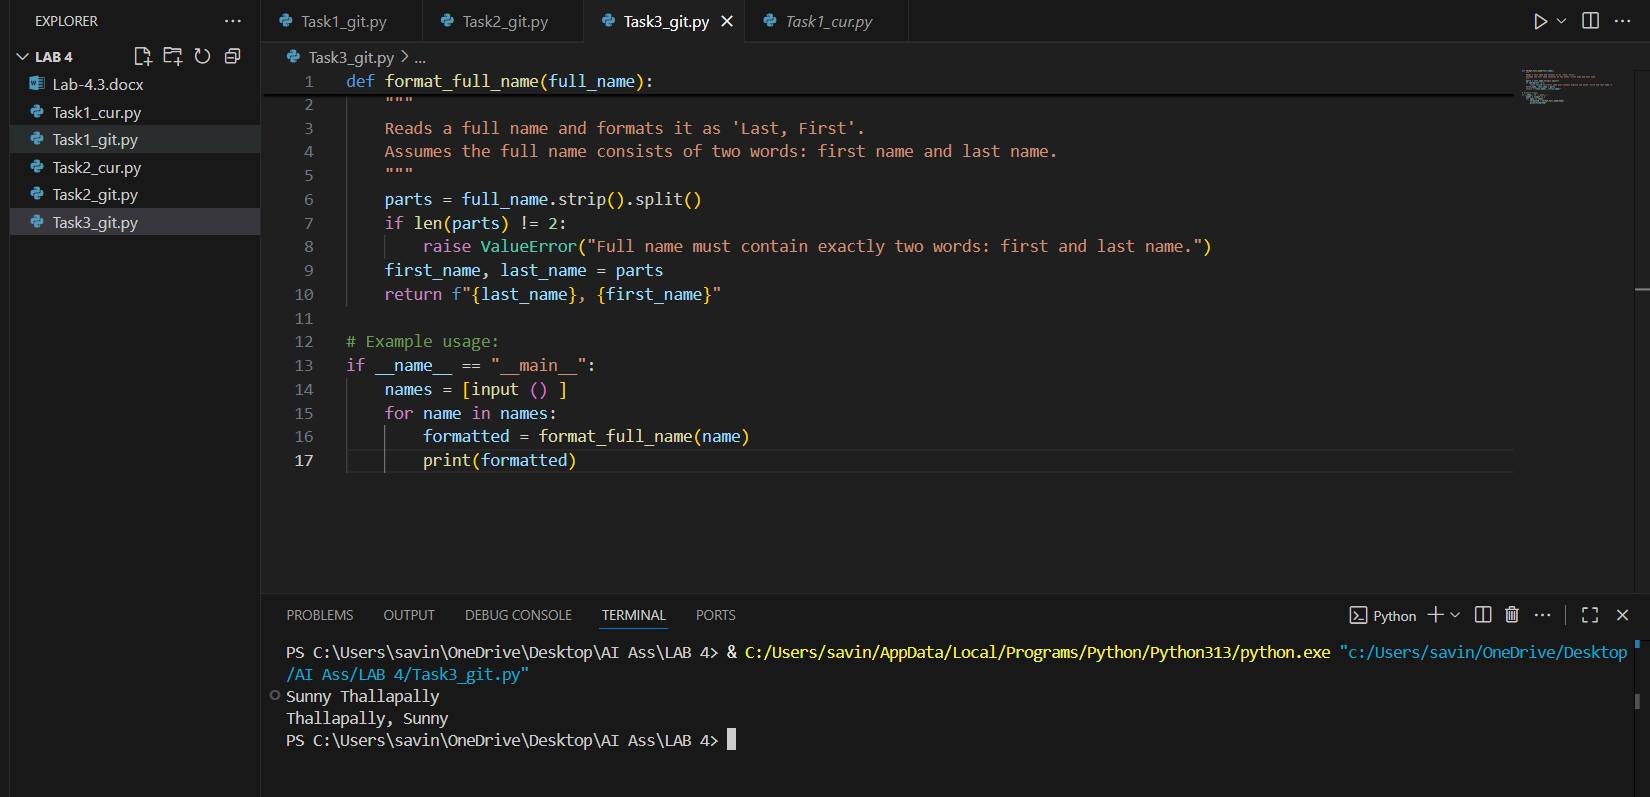 EXPLORER
LAB 4
Lab-4.3.docx
Task1_cur.py
Task1_git.py
Task2_cur.py
Task2_git.py
Task3_git.py
Task1_git.py Task2_git.py Task3_git.py Task1_cur.py
Task3_git.py > ...
1 def format_full_name(full_name):
2 """
3 Reads a full name and formats it as 'Last, First'.
4 Assumes the full name consists of two words: first name and last name.
5 """
6 parts = full_name.strip().split()
7 if len(parts) != 2:
8 raise ValueError("Full name must contain exactly two words: first and last name.")
9 first_name, last_name = parts
10 return f"{last_name}, {first_name}"
11
12 # Example usage:
13 if __name__ == "__main__":
14 names = [input () ]
15 for name in names:
16 formatted = format_full_name(name)
17 print(formatted)
PROBLEMS OUTPUT DEBUG CONSOLE TERMINAL PORTS Python
PS C:\Users\savin\OneDrive\Desktop\AI Ass\LAB 4> & C:/Users/savin/AppData/Local/Programs/Python/Python313/python.exe "c:/Users/savin/OneDrive/Desktop
/AI Ass/LAB 4/Task3_git.py"
Sunny Thallapally
Thallapally, Sunny
PS C:\Users\savin\OneDrive\Desktop\AI Ass\LAB 4>